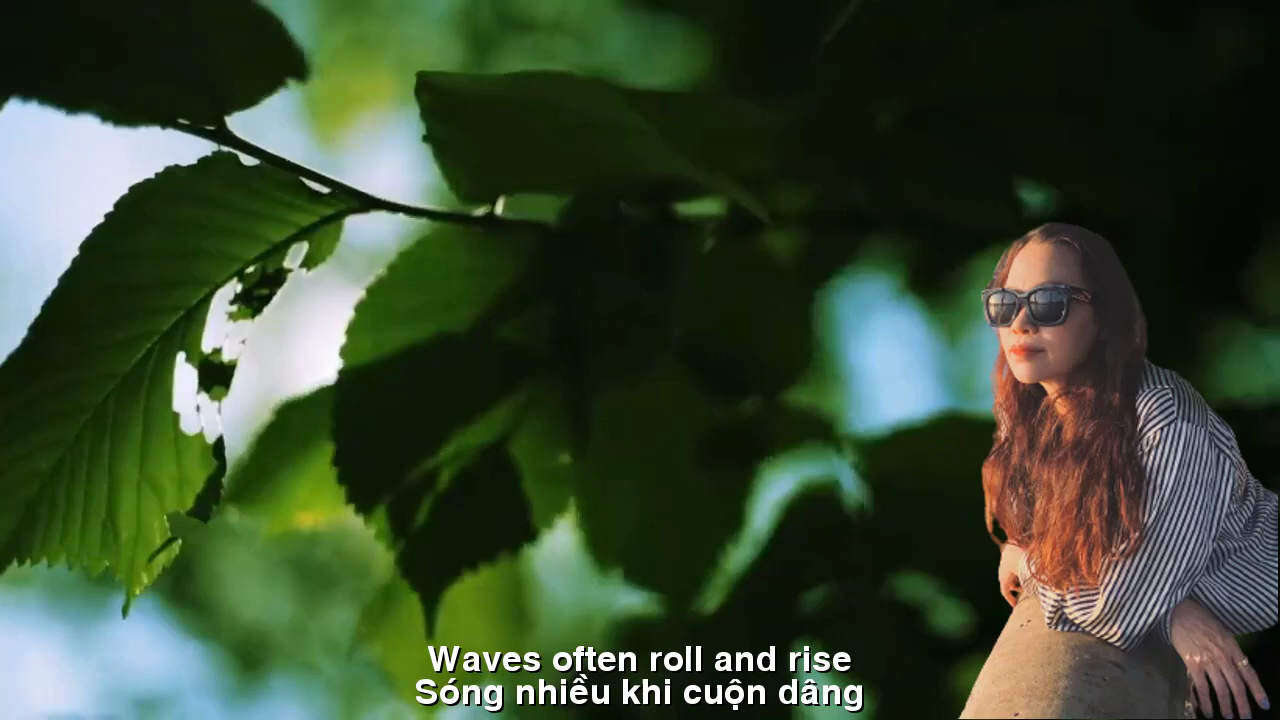 Waves often roll and rise
Sóng nhiều khi cuộn dâng